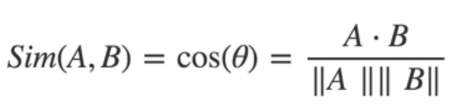 Sim(A, B) = cos(θ) = A · B / ‖A ‖‖ B‖